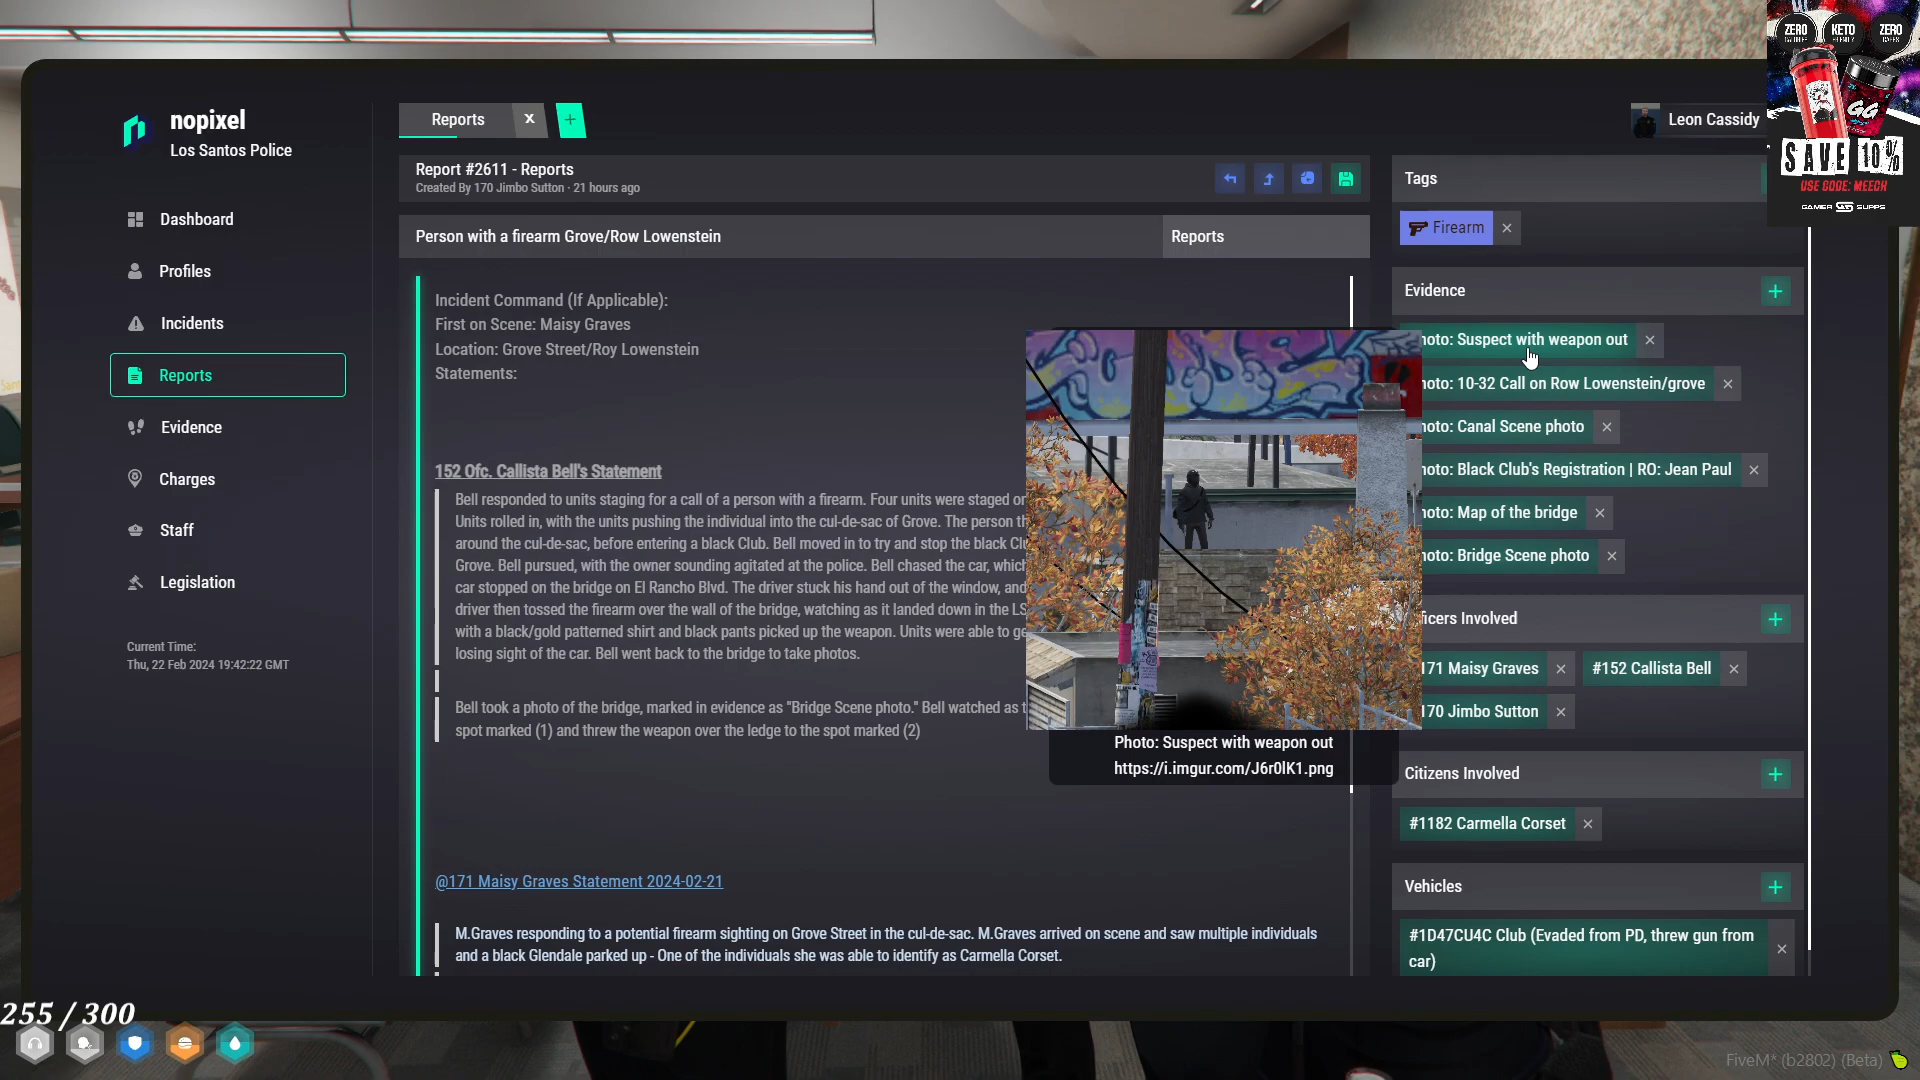 nopixel
Los Santos Police
Dashboard
Profiles
Incidents
Reports
Evidence
Charges
Staff
Legislation
Current Time:
Thu, 22 Feb 2024 19:42:22 GMT
Reports x +
Leon Cassidy
Report #2611 - Reports
Created By 170 Jimbo Sutton · 21 hours ago
Person with a firearm Grove/Row Lowenstein
Reports
Incident Command (If Applicable):
First on Scene: Maisy Graves
Location: Grove Street/Roy Lowenstein
Statements:
152 Ofc. Callista Bell's Statement
Bell responded to units staging for a call of a person with a firearm. Four units were staged
Units rolled in, with the units pushing the individual into the cul-de-sac of Grove. The person
around the cul-de-sac, before entering a black Club. Bell moved in to try and stop the black
Grove. Bell pursued, with the owner sounding agitated at the police. Bell chased the car,
car stopped on the bridge on El Rancho Blvd. The driver stuck his hand out of the window, and
driver then tossed the firearm over the wall of the bridge, watching as it landed down in the LS
with a black/gold patterned shirt and black pants picked up the weapon. Units were able to
losing sight of the car. Bell went back to the bridge to take photos.
Bell took a photo of the bridge, marked in evidence as "Bridge Scene photo." Bell watched as
spot marked (1) and threw the weapon over the ledge to the spot marked (2)
@171 Maisy Graves Statement 2024-02-21
M.Graves responding to a potential firearm sighting on Grove Street in the cul-de-sac. M.Graves arrived on scene and saw multiple individuals
and a black Glendale parked up - One of the individuals she was able to identify as Carmella Corset.
Photo: Suspect with weapon out
https://i.imgur.com/J6r0lK1.png
Tags
Firearm ×
Evidence +
hoto: Suspect with weapon out ×
hoto: 10-32 Call on Row Lowenstein/grove ×
hoto: Canal Scene photo ×
hoto: Black Club's Registration | RO: Jean Paul ×
hoto: Map of the bridge ×
hoto: Bridge Scene photo ×
ficers Involved +
171 Maisy Graves × #152 Callista Bell ×
170 Jimbo Sutton ×
Citizens Involved +
#1182 Carmella Corset ×
Vehicles +
#1D47CU4C Club (Evaded from PD, threw gun from
car) ×
ZERO
KETO
FRIENDLY
ZERO
GG
SAVE 10%
USE CODE: MEECH
GAMER SUPPS
255 / 300
FiveM* (b2802) (Beta)